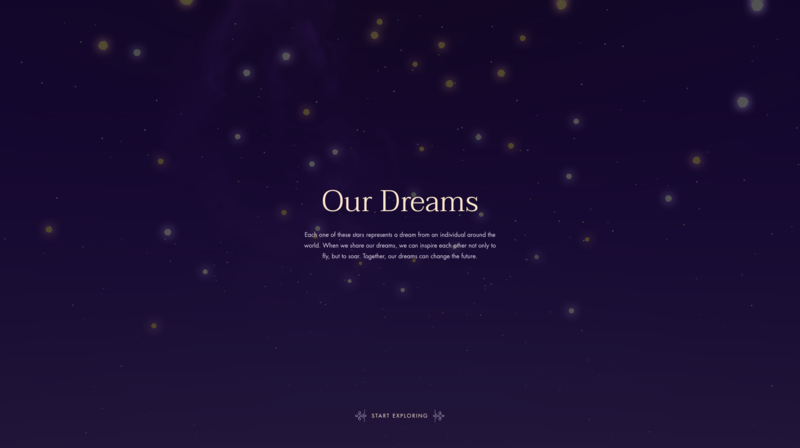 Our Dreams
Each one of these stars represents a dream from an individual around the
world. When we share our dreams, we can inspire each other not only to
fly, but to soar. Together, our dreams can change the future.
START EXPLORING